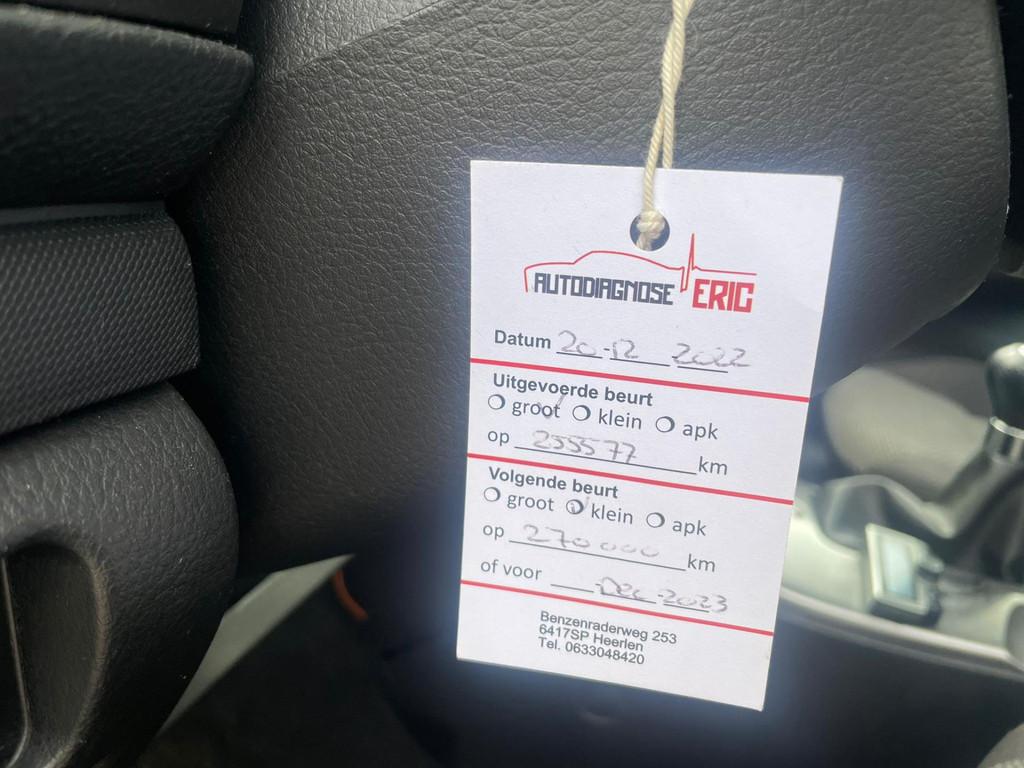 AUTODIAGNOSE ERIC
Datum 20-12 2022
Uitgevoerde beurt
groot klein apk
op 255577 km
Volgende beurt
groot klein apk
op 270000 km
of voor -Dec-2023
Benzenraderweg 253
6417SP Heerlen
Tel. 0633048420